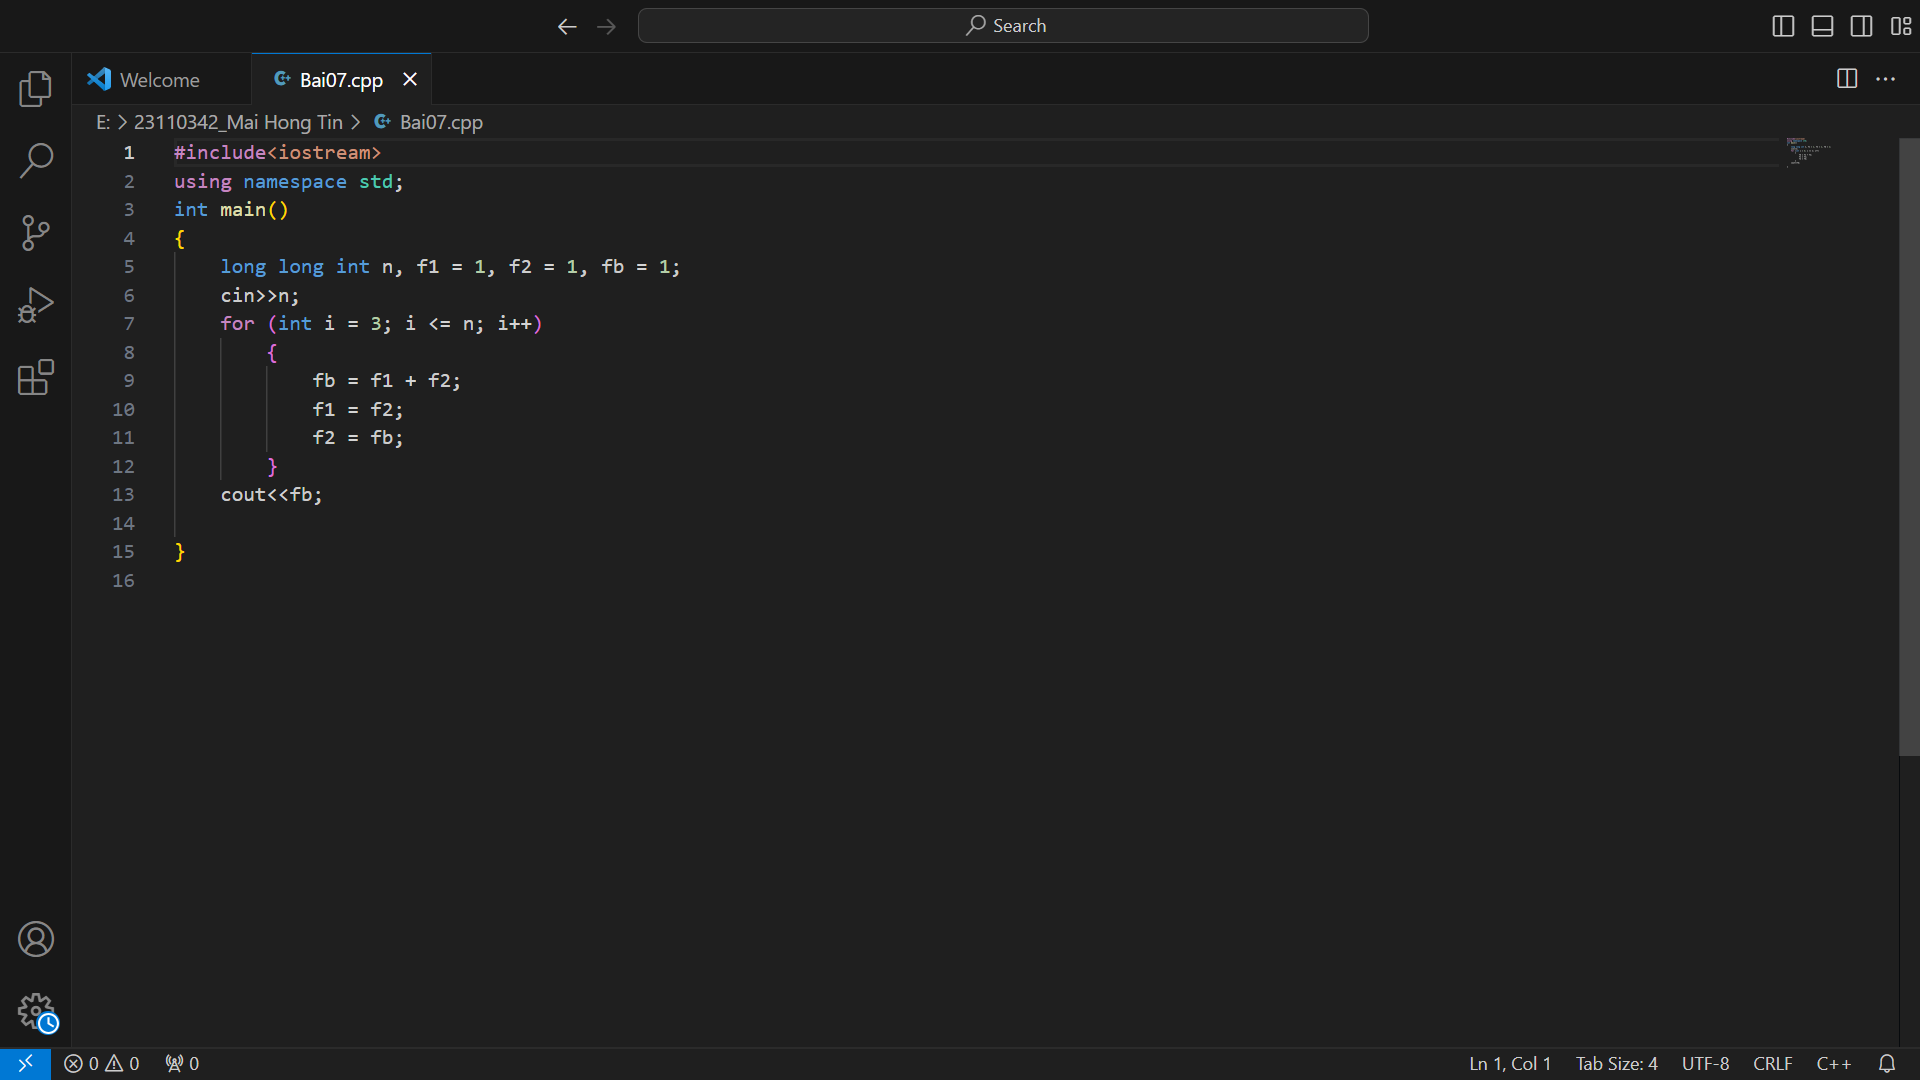 Search
Welcome
Bai07.cpp
E: > 23110342_Mai Hong Tin > Bai07.cpp
1 #include<iostream>
2 using namespace std;
3 int main()
4 {
5     long long int n, f1 = 1, f2 = 1, fb = 1;
6     cin>>n;
7     for (int i = 3; i <= n; i++)
8         {
9             fb = f1 + f2;
10             f1 = f2;
11             f2 = fb;
12         }
13     cout<<fb;
14
15 }
16
0 0 0 Ln 1, Col 1 Tab Size: 4 UTF-8 CRLF C++